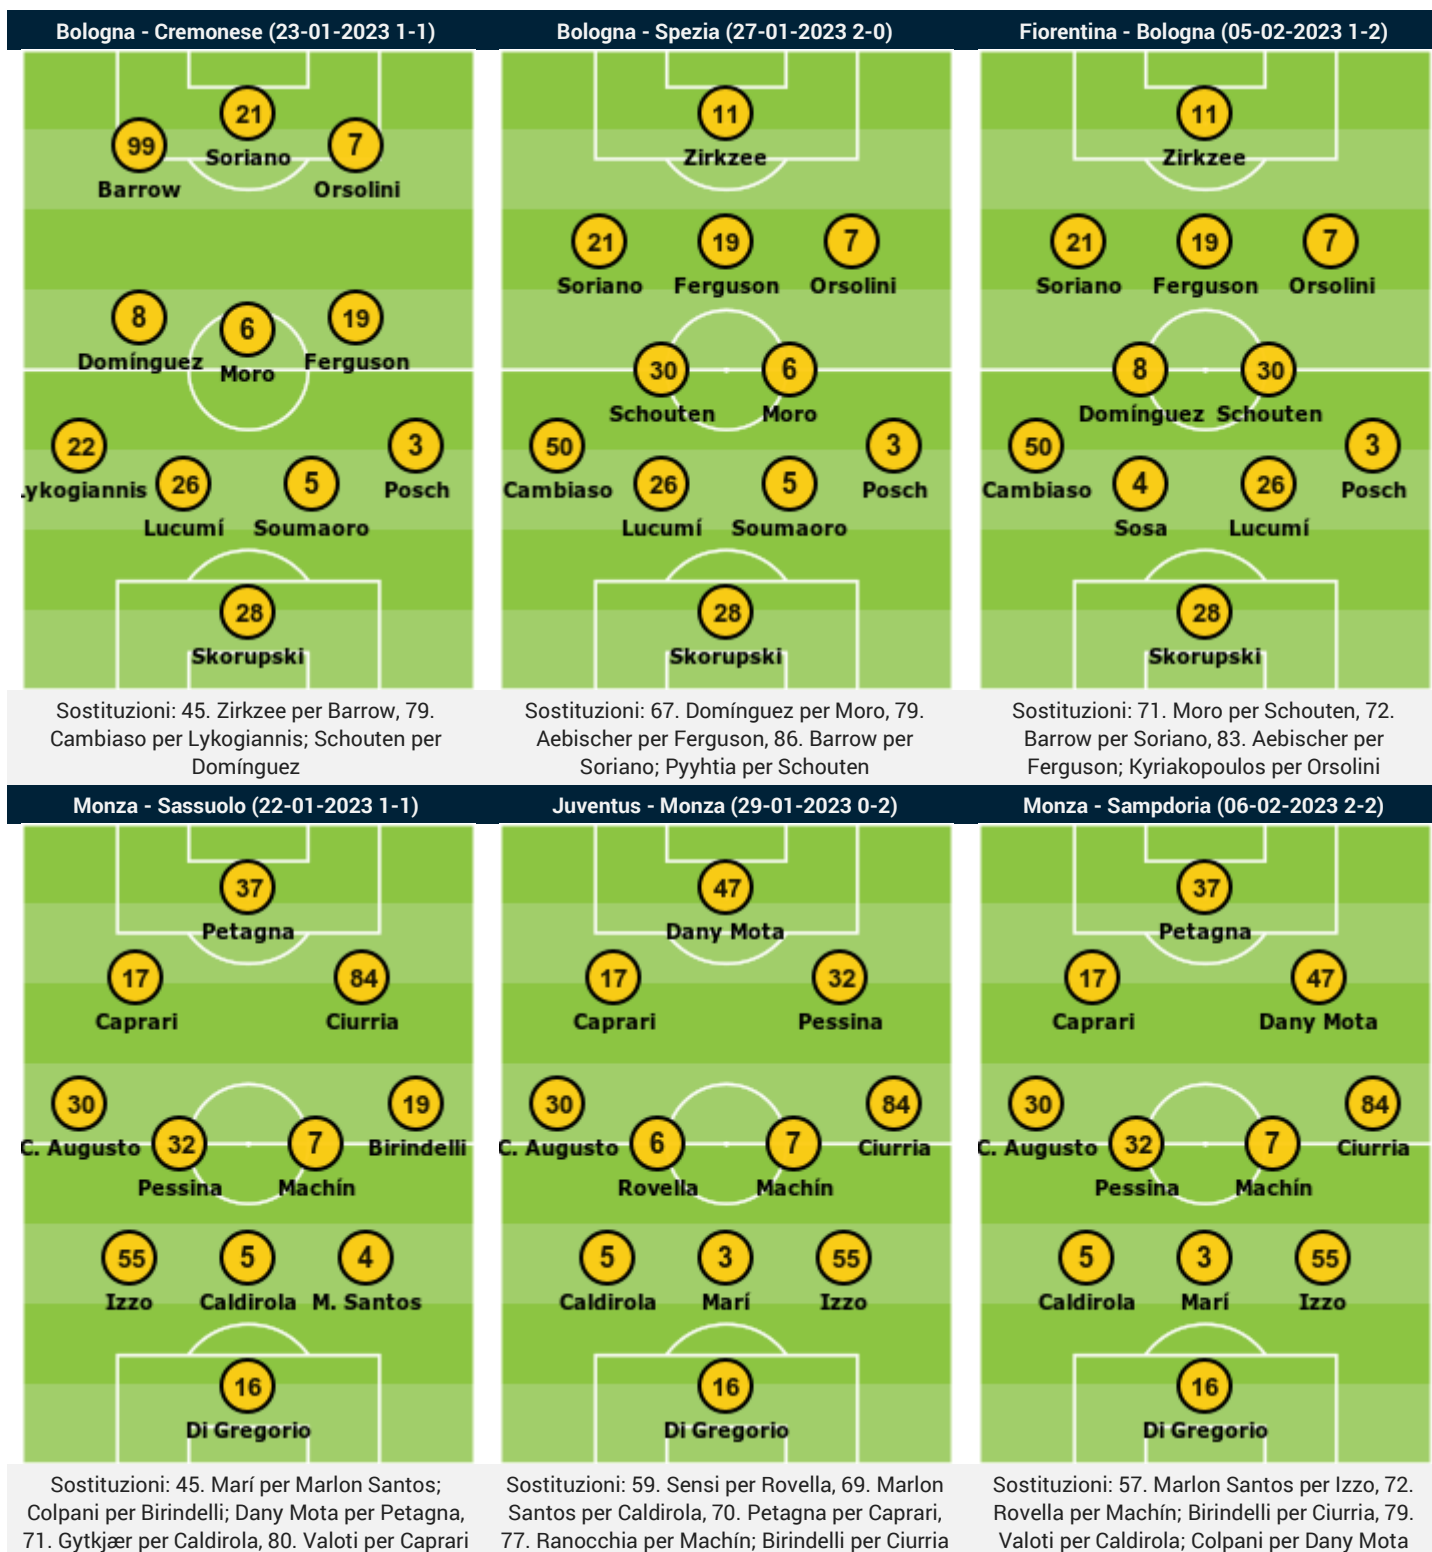 Bologna - Cremonese (23-01-2023 1-1)
21
Soriano
99
Barrow
7
Orsolini
8
Domínguez
6
Moro
19
Ferguson
22
ykogiannis
26
Lucumí
5
Soumaoro
3
Posch
28
Skorupski
Sostituzioni: 45. Zirkzee per Barrow, 79.
Cambiaso per Lykogiannis; Schouten per
Domínguez
Bologna - Spezia (27-01-2023 2-0)
11
Zirkzee
21
Soriano
19
Ferguson
7
Orsolini
30
Schouten
6
Moro
50
Cambiaso
26
Lucumí
5
Soumaoro
3
Posch
28
Skorupski
Sostituzioni: 67. Domínguez per Moro, 79.
Aebischer per Ferguson, 86. Barrow per
Soriano; Pyyhtia per Schouten
Fiorentina - Bologna (05-02-2023 1-2)
11
Zirkzee
21
Soriano
19
Ferguson
7
Orsolini
8
Domínguez
30
Schouten
50
Cambiaso
4
Sosa
26
Lucumí
3
Posch
28
Skorupski
Sostituzioni: 71. Moro per Schouten, 72.
Barrow per Soriano, 83. Aebischer per
Ferguson; Kyriakopoulos per Orsolini
Monza - Sassuolo (22-01-2023 1-1)
37
Petagna
17
Caprari
84
Ciurria
30
C. Augusto
32
Pessina
7
Machín
19
Birindelli
55
Izzo
5
Caldirola
4
M. Santos
16
Di Gregorio
Sostituzioni: 45. Marí per Marlon Santos;
Colpani per Birindelli; Dany Mota per Petagna,
71. Gytkjær per Caldirola, 80. Valoti per Caprari
Juventus - Monza (29-01-2023 0-2)
47
Dany Mota
17
Caprari
32
Pessina
30
C. Augusto
6
Rovella
7
Machín
84
Ciurria
5
Caldirola
3
Marí
55
Izzo
16
Di Gregorio
Sostituzioni: 59. Sensi per Rovella, 69. Marlon
Santos per Caldirola, 70. Petagna per Caprari,
77. Ranocchia per Machín; Birindelli per Ciurria
Monza - Sampdoria (06-02-2023 2-2)
37
Petagna
17
Caprari
47
Dany Mota
30
C. Augusto
32
Pessina
7
Machín
84
Ciurria
5
Caldirola
3
Marí
55
Izzo
16
Di Gregorio
Sostituzioni: 57. Marlon Santos per Izzo, 72.
Rovella per Machín; Birindelli per Ciurria, 79.
Valoti per Caldirola; Colpani per Dany Mota